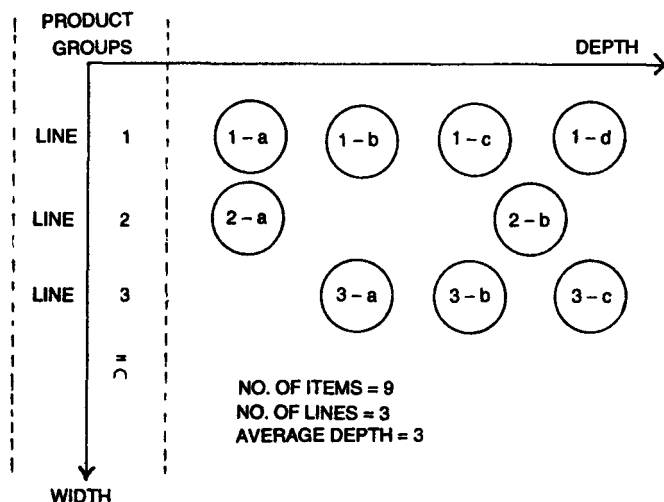 PRODUCT
GROUPS
DEPTH
LINE 1 1-a 1-b 1-c 1-d
LINE 2 2-a 2-b
LINE 3 3-a 3-b 3-c
NO. OF ITEMS = 9
NO. OF LINES = 3
AVERAGE DEPTH = 3
WIDTH